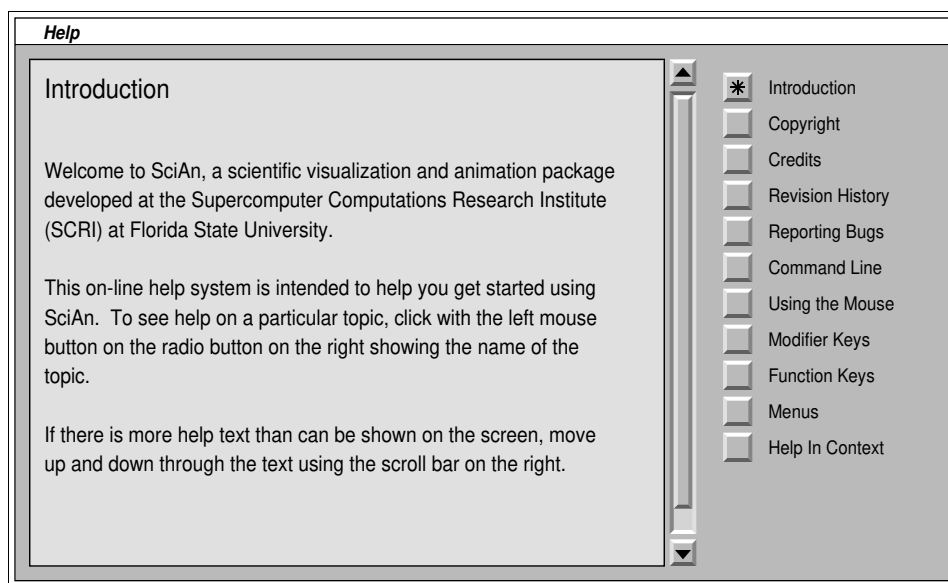 Help
Introduction
Welcome to SciAn, a scientific visualization and animation package
developed at the Supercomputer Computations Research Institute
(SCRI) at Florida State University.
This on-line help system is intended to help you get started using
SciAn.  To see help on a particular topic, click with the left mouse
button on the radio button on the right showing the name of the
topic.
If there is more help text than can be shown on the screen, move
up and down through the text using the scroll bar on the right.
Introduction
Copyright
Credits
Revision History
Reporting Bugs
Command Line
Using the Mouse
Modifier Keys
Function Keys
Menus
Help In Context